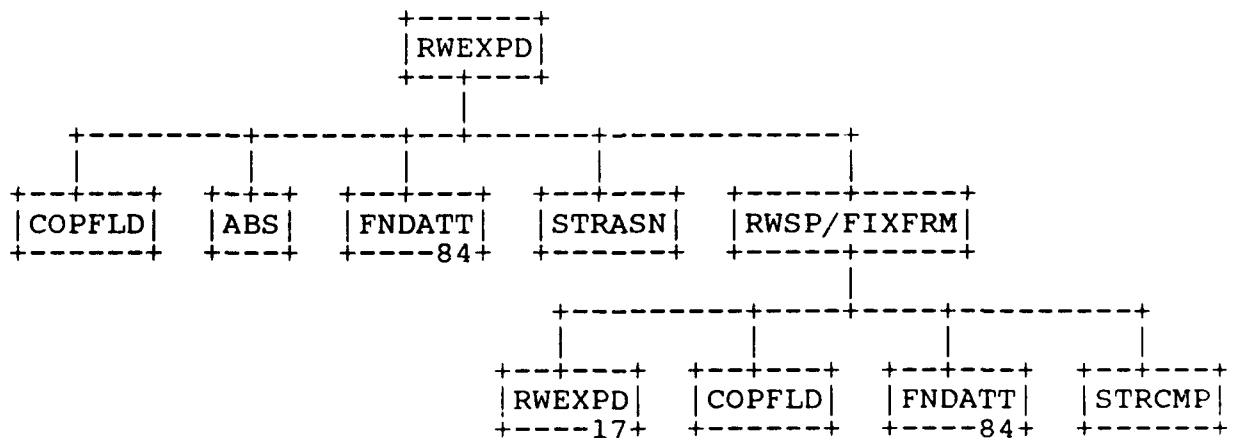 RWEXPD
COPFLD ABS FNDATT STRASN RWSP/FIXFRM
84
RWEXPD COPFLD FNDATT STRCMP
17 84